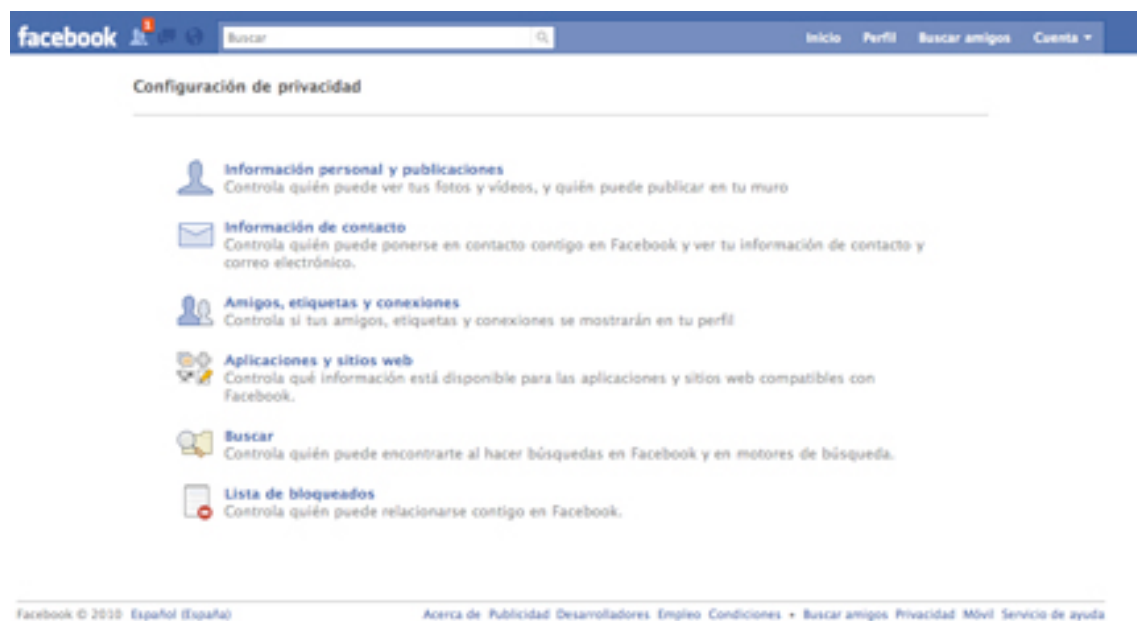 facebook 1 Buscar Inicio Perfil Buscar amigos Cuenta
Configuración de privacidad
Información personal y publicaciones
Controla quién puede ver tus fotos y vídeos, y quién puede publicar en tu muro
Información de contacto
Controla quién puede ponerse en contacto contigo en Facebook y ver tu información de contacto y
correo electrónico.
Amigos, etiquetas y conexiones
Controla si tus amigos, etiquetas y conexiones se mostrarán en tu perfil
Aplicaciones y sitios web
Controla qué información está disponible para las aplicaciones y sitios web compatibles con
Facebook.
Buscar
Controla quién puede encontrarte al hacer búsquedas en Facebook y en motores de búsqueda.
Lista de bloqueados
Controla quién puede relacionarse contigo en Facebook.
Facebook © 2010 Español (España) Acerca de Publicidad Desarrolladores Empleo Condiciones • Buscar amigos Privacidad Móvil Servicio de ayuda